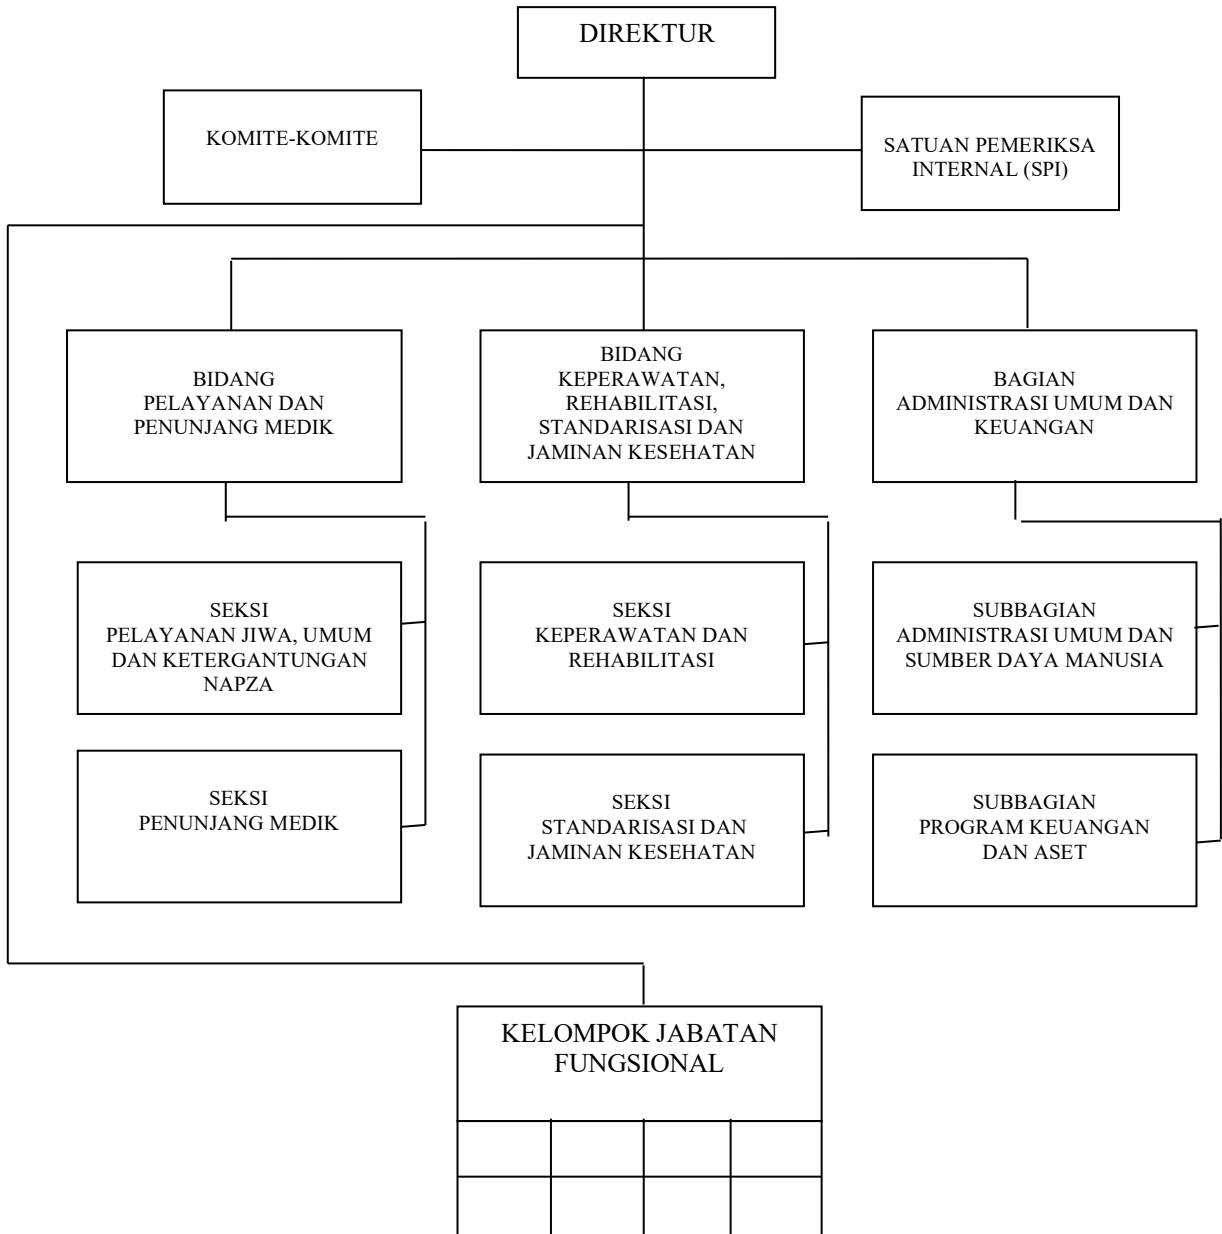 DIREKTUR
KOMITE-KOMITE
SATUAN PEMERIKSA
INTERNAL (SPI)
BIDANG
PELAYANAN DAN
PENUNJANG MEDIK
BIDANG
KEPERAWATAN,
REHABILITASI,
STANDARISASI DAN
JAMINAN KESEHATAN
BAGIAN
ADMINISTRASI UMUM DAN
KEUANGAN
SEKSI
PELAYANAN JIWA, UMUM
DAN KETERGANTUNGAN
NAPZA
SEKSI
KEPERAWATAN DAN
REHABILITASI
SUBBAGIAN
ADMINISTRASI UMUM DAN
SUMBER DAYA MANUSIA
SEKSI
PENUNJANG MEDIK
SEKSI
STANDARISASI DAN
JAMINAN KESEHATAN
SUBBAGIAN
PROGRAM KEUANGAN
DAN ASET
KELOMPOK JABATAN
FUNGSIONAL